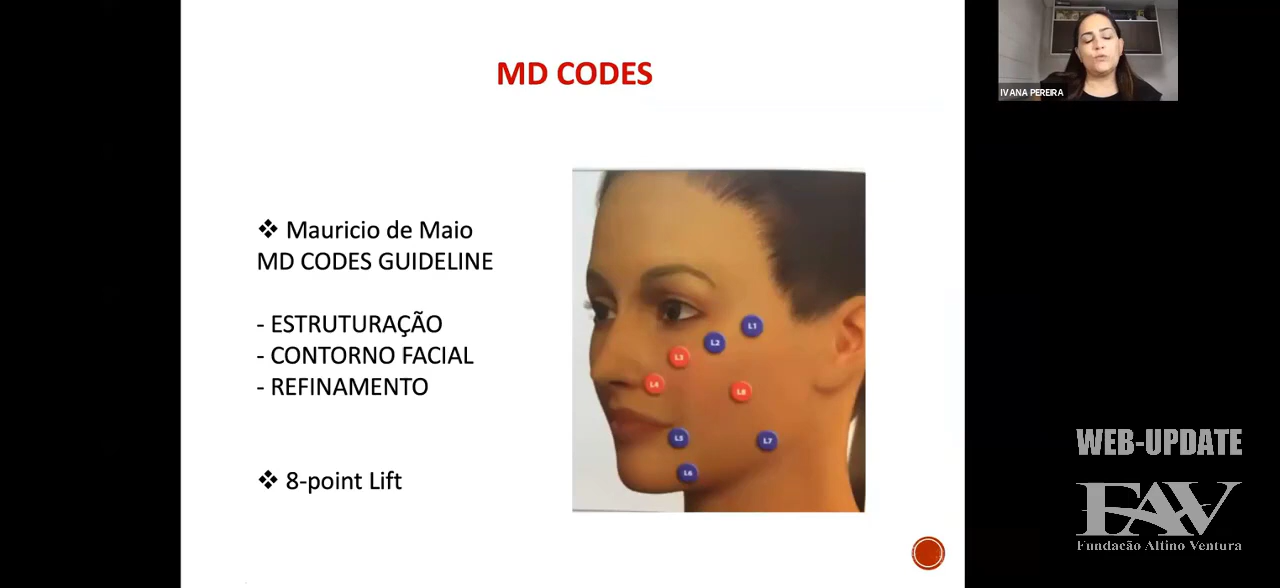 MD CODES
IVANA PEREIRA
❖ Mauricio de Maio
MD CODES GUIDELINE
- ESTRUTURAÇÃO
- CONTORNO FACIAL
- REFINAMENTO
❖ 8-point Lift
L1
L2
L3
L4
L8
L5
L7
L6
WEB-UPDATE
FAV
Fundação Altino Ventura